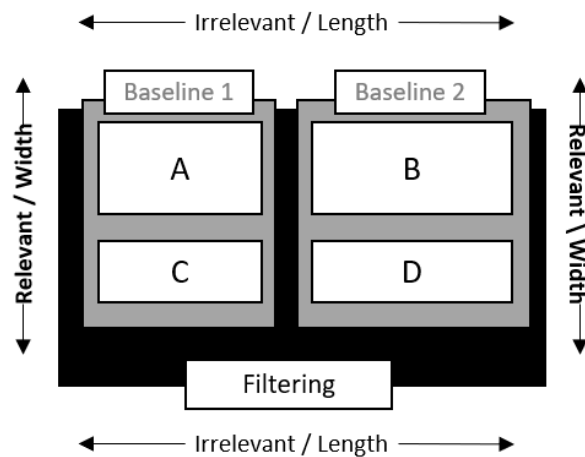 Irrelevant / Length
Baseline 1
Baseline 2
Relevant / Width
A
B
Relevant \ Width
C
D
Filtering
Irrelevant / Length